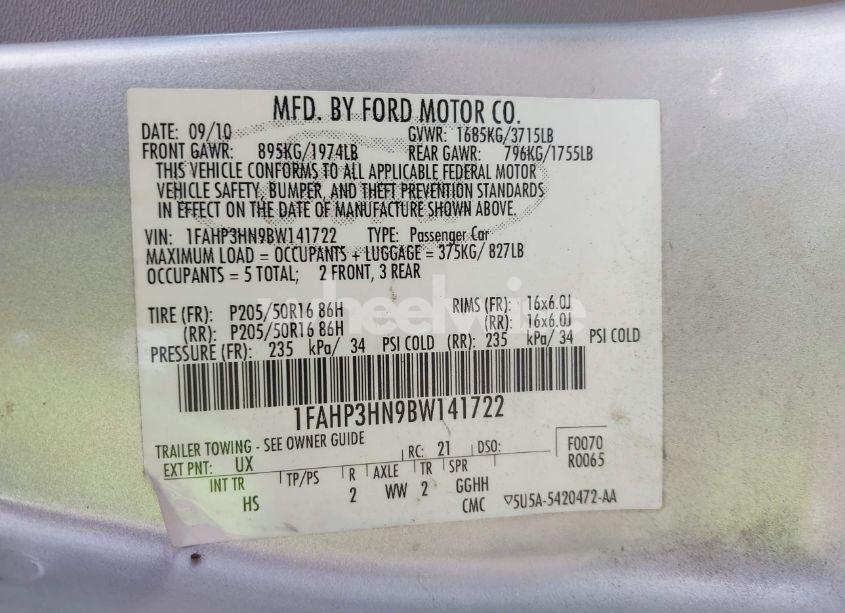 MFD. BY FORD MOTOR CO.
DATE: 09/10 GVWR: 1685KG/3715LB
FRONT GAWR: 895KG/1974LB REAR GAWR: 796KG/1755LB
THIS VEHICLE CONFORMS TO ALL APPLICABLE FEDERAL MOTOR
VEHICLE SAFETY, BUMPER, AND THEFT PREVENTION STANDARDS
IN EFFECT ON THE DATE OF MANUFACTURE SHOWN ABOVE.
VIN: 1FAHP3HN9BW141722 TYPE: Passenger Car
MAXIMUM LOAD = OCCUPANTS + LUGGAGE = 375KG/ 827LB
OCCUPANTS = 5 TOTAL; 2 FRONT, 3 REAR
TIRE (FR): P205/50R16 86H RIMS (FR): 16x6.0J
(RR): P205/50R16 86H (RR): 16x6.0J
PRESSURE (FR): 235 kPa/ 34 PSI COLD (RR): 235 kPa/ 34 PSI COLD
1FAHP3HN9BW141722
TRAILER TOWING - SEE OWNER GUIDE
EXT PNT: UX RC: 21 DSO: F0070
R0065
INT TR TP/PS R AXLE TR SPR
HS 2 WW 2 GGHH
CMC 5U5A-5420472-AA